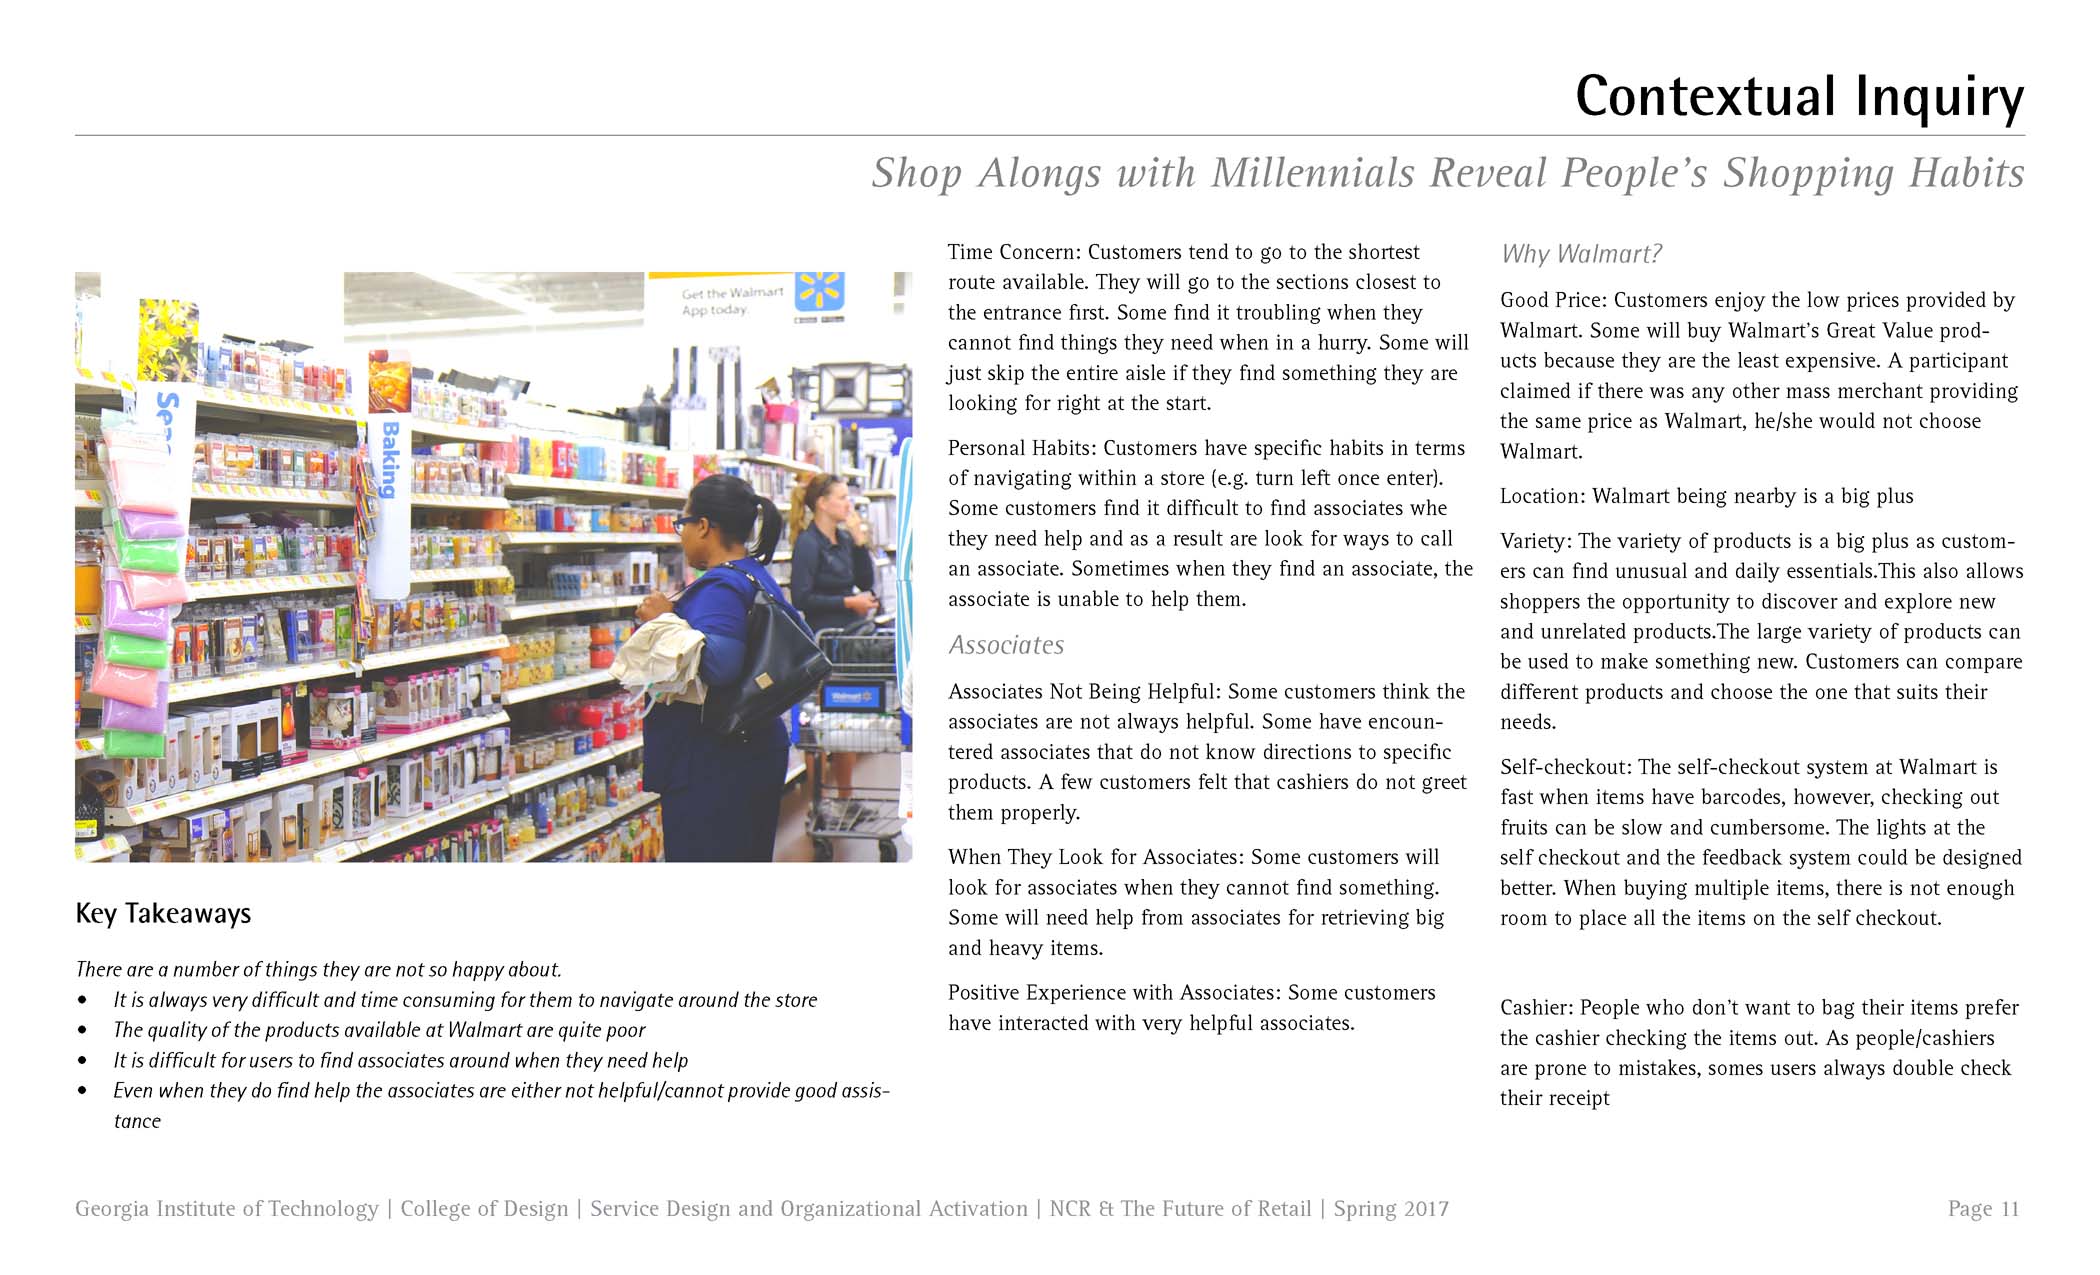 Contextual Inquiry
Shop Alongs with Millennials Reveal People's Shopping Habits
Get the Walmart
App today.
Baking
Walmart
Key Takeaways
There are a number of things they are not so happy about.
• It is always very difficult and time consuming for them to navigate around the store
• The quality of the products available at Walmart are quite poor
• It is difficult for users to find associates around when they need help
• Even when they do find help the associates are either not helpful/cannot provide good assis-
tance
Time Concern: Customers tend to go to the shortest
route available. They will go to the sections closest to
the entrance first. Some find it troubling when they
cannot find things they need when in a hurry. Some will
just skip the entire aisle if they find something they are
looking for right at the start.
Personal Habits: Customers have specific habits in terms
of navigating within a store (e.g. turn left once enter).
Some customers find it difficult to find associates whe
they need help and as a result are look for ways to call
an associate. Sometimes when they find an associate, the
associate is unable to help them.
Associates
Associates Not Being Helpful: Some customers think the
associates are not always helpful. Some have encoun-
tered associates that do not know directions to specific
products. A few customers felt that cashiers do not greet
them properly.
When They Look for Associates: Some customers will
look for associates when they cannot find something.
Some will need help from associates for retrieving big
and heavy items.
Positive Experience with Associates: Some customers
have interacted with very helpful associates.
Why Walmart?
Good Price: Customers enjoy the low prices provided by
Walmart. Some will buy Walmart's Great Value prod-
ucts because they are the least expensive. A participant
claimed if there was any other mass merchant providing
the same price as Walmart, he/she would not choose
Walmart.
Location: Walmart being nearby is a big plus
Variety: The variety of products is a big plus as custom-
ers can find unusual and daily essentials.This also allows
shoppers the opportunity to discover and explore new
and unrelated products.The large variety of products can
be used to make something new. Customers can compare
different products and choose the one that suits their
needs.
Self-checkout: The self-checkout system at Walmart is
fast when items have barcodes, however, checking out
fruits can be slow and cumbersome. The lights at the
self checkout and the feedback system could be designed
better. When buying multiple items, there is not enough
room to place all the items on the self checkout.
Cashier: People who don't want to bag their items prefer
the cashier checking the items out. As people/cashiers
are prone to mistakes, somes users always double check
their receipt
Georgia Institute of Technology | College of Design | Service Design and Organizational Activation | NCR & The Future of Retail | Spring 2017
Page 11